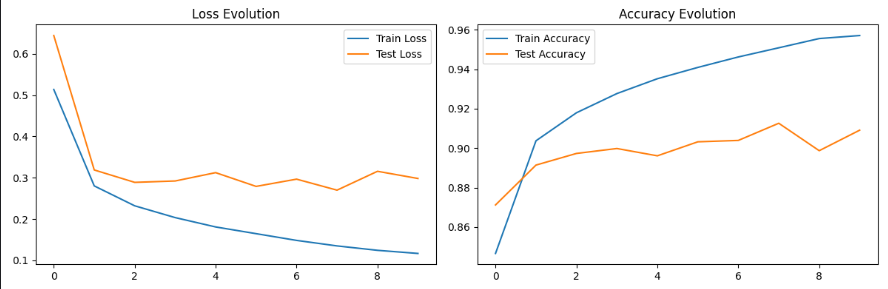 Loss Evolution
Train Loss
Test Loss
0.6
0.5
0.4
0.3
0.2
0.1
0 2 4 6 8
Accuracy Evolution
Train Accuracy
Test Accuracy
0.96
0.94
0.92
0.90
0.88
0.86
0 2 4 6 8